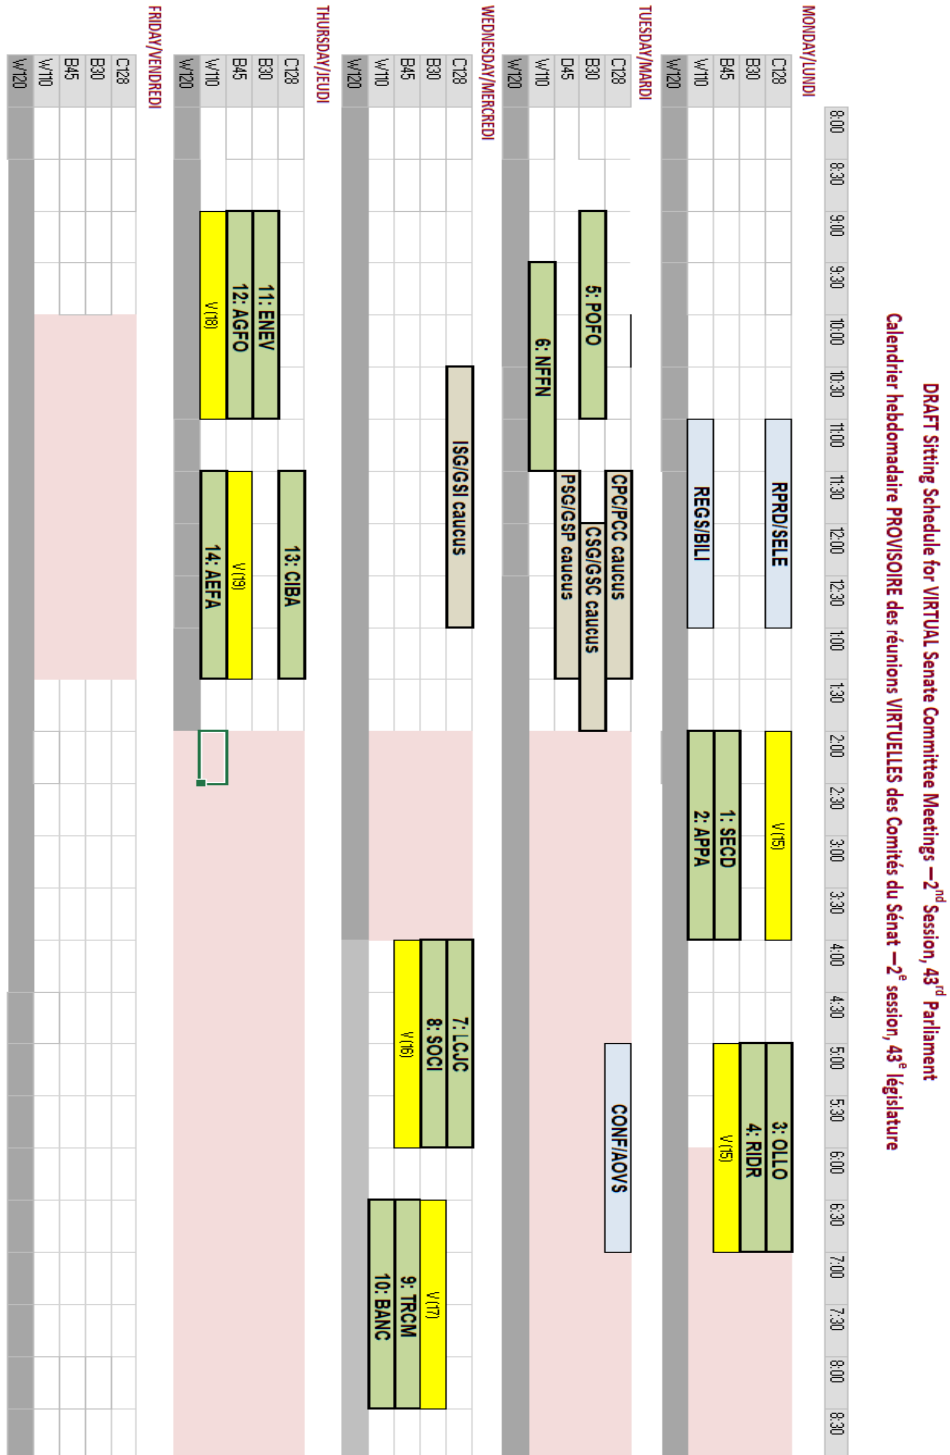 DRAFT Sitting Schedule for VIRTUAL Senate Committee Meetings –2nd Session, 43rd Parliament
Calendrier hebdomadaire PROVISOIRE des réunions VIRTUELLES des Comités du Sénat –2e session, 43e législature
8:00 8:30 9:00 9:30 10:00 10:30 11:00 11:30 12:00 12:30 1:00 1:30 2:00 2:30 3:00 3:30 4:00 4:30 5:00 5:30 6:00 6:30 7:00 7:30 8:00 8:30
MONDAY/LUNDI
C128 RPRD/SELE V (15) 3: OLLO
B30 4: RIDR
B45 1: SECD V (15)
W110 REGS/BILI 2: APPA
W120
TUESDAY/MARDI
C128 CPC/PCC caucus CONF/AOVS
B30 5: POFO CSG/GSC caucus
D45 PSG/GSP caucus
W110 6: NFFN
W120
WEDNESDAY/MERCREDI
C128 ISG/GSI caucus 7: LCJC
B30 8: SOCI V (17)
B45 V (16) 9: TRCM
W110 10: BANC
W120
THURSDAY/JEUDI
C128 13: CIBA
B30 11: ENEV
B45 12: AGFO V (19)
W110 V (18) 14: AEFA
W120
FRIDAY/VENDREDI
C128
B30
B45
W110
W120